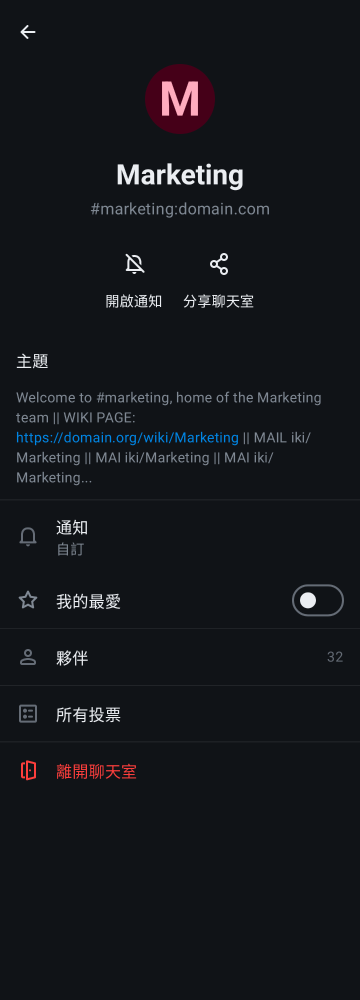 M
Marketing
#marketing:domain.com
開啟通知
分享聊天室
主題
Welcome to #marketing, home of the Marketing
team || WIKI PAGE:
https://domain.org/wiki/Marketing || MAIL iki/
Marketing || MAI iki/Marketing || MAI iki/
Marketing...
通知
自訂
我的最愛
夥伴 32
所有投票
離開聊天室